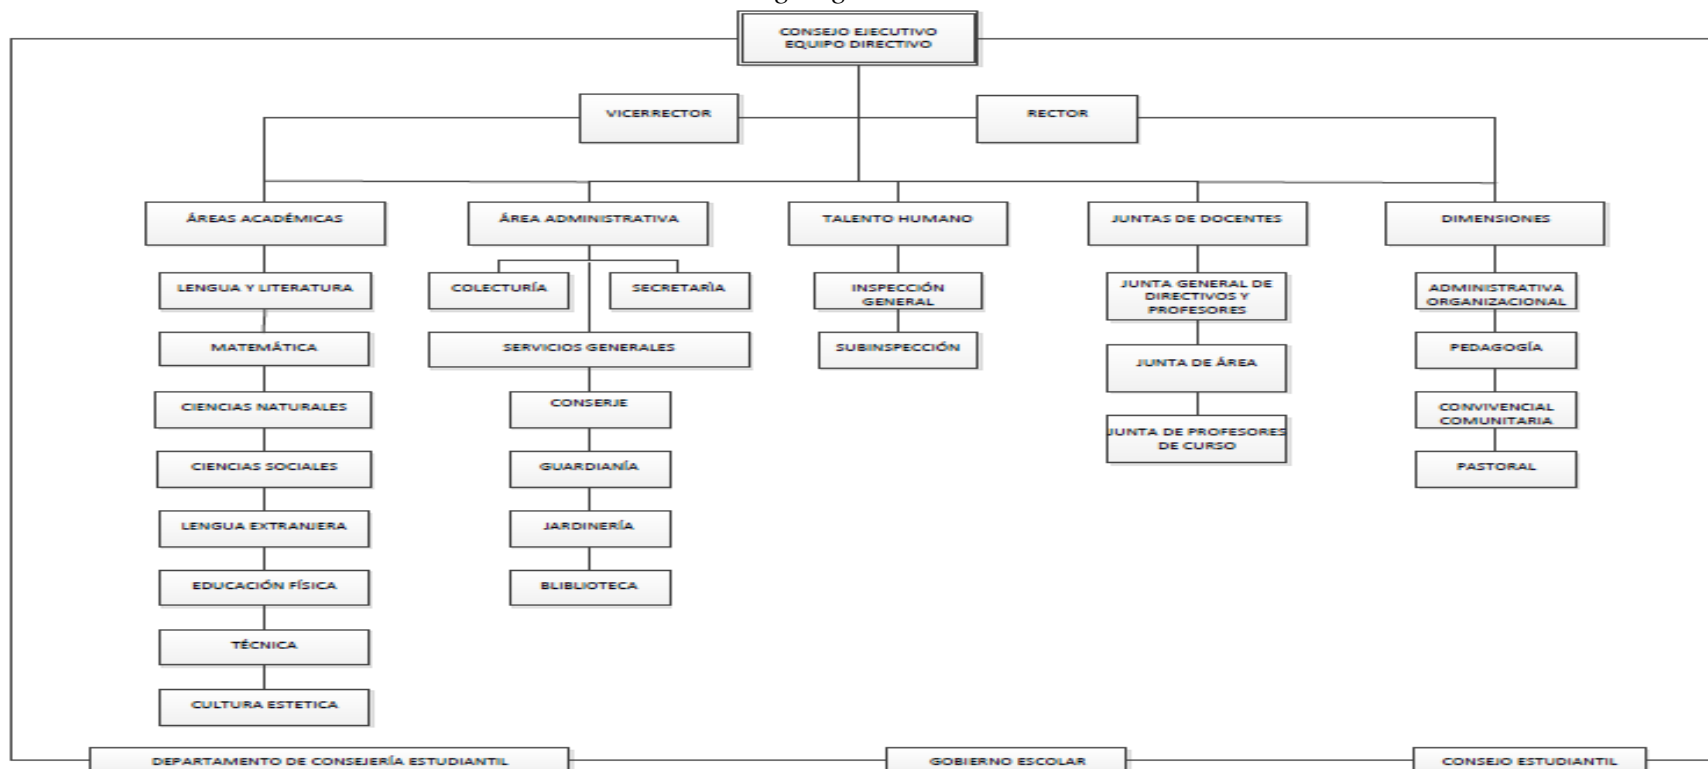 CONSEJO EJECUTIVO
EQUIPO DIRECTIVO
VICERRECTOR
RECTOR
ÁREAS ACADÉMICAS
ÁREA ADMINISTRATIVA
TALENTO HUMANO
JUNTAS DE DOCENTES
DIMENSIONES
LENGUA Y LITERATURA
MATEMÁTICA
CIENCIAS NATURALES
CIENCIAS SOCIALES
LENGUA EXTRANJERA
EDUCACIÓN FÍSICA
TÉCNICA
CULTURA ESTETICA
COLECTURÍA
SECRETARÌA
SERVICIOS GENERALES
CONSERJE
GUARDIANÍA
JARDINERÍA
BLIBLIOTECA
INSPECCIÓN
GENERAL
SUBINSPECCIÓN
JUNTA GENERAL DE
DIRECTIVOS Y
PROFESORES
JUNTA DE ÁREA
JUNTA DE PROFESORES
DE CURSO
ADMINISTRATIVA
ORGANIZACIONAL
PEDAGOGÍA
CONVIVENCIAL
COMUNITARIA
PASTORAL
DEPARTAMENTO DE CONSEJERÍA ESTUDIANTIL
GOBIERNO ESCOLAR
CONSEJO ESTUDIANTIL